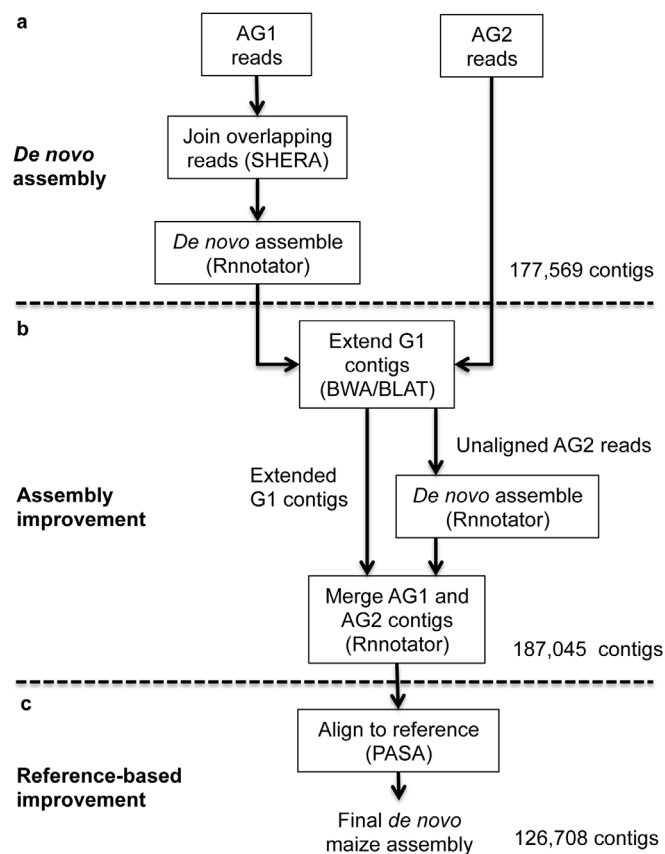 a
AG1
reads
AG2
reads
Join overlapping
reads (SHERA)
De novo
assembly
De novo assemble
(Rnnotator)
177,569 contigs
b
Extend G1
contigs
(BWA/BLAT)
Unaligned AG2 reads
Extended
G1 contigs
De novo assemble
(Rnnotator)
Assembly
improvement
Merge AG1 and
AG2 contigs
(Rnnotator)
187,045 contigs
c
Align to reference
(PASA)
Reference-based
improvement
Final de novo
maize assembly
126,708 contigs